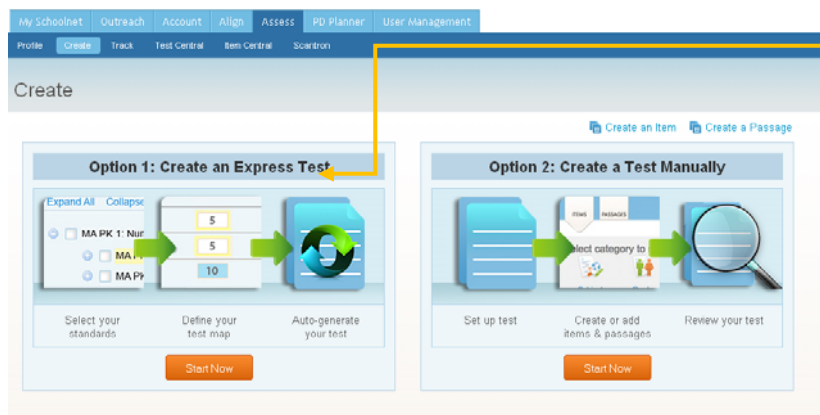 My Schoolnet Outreach Account Align Assess PD Planner User Management
Profile Create Track Test Central Item Central Scantron
Create
Create an Item Create a Passage
Option 1: Create an Express Test
Expand All Collapse
MA PK 1: Nur
MA
MA PK
5
5
10
Select your
standards
Define your
test map
Auto-generate
your test
Start Now
Option 2: Create a Test Manually
ITEMS PASSAGES
elect category to
Set up test
Create or add
items & passages
Review your test
Start Now